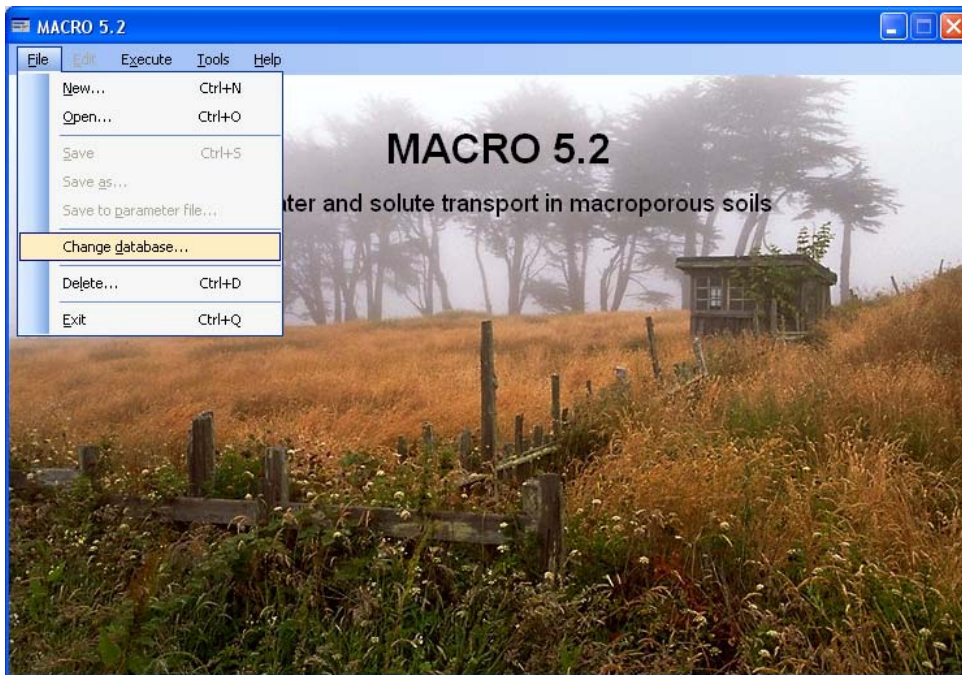 MACRO 5.2
File Edit Execute Tools Help
New... Ctrl+N
Open... Ctrl+O
Save Ctrl+S
Save as...
Save to parameter file...
Change database...
Delete... Ctrl+D
Exit Ctrl+Q
MACRO 5.2
and solute transport in macroporous soils